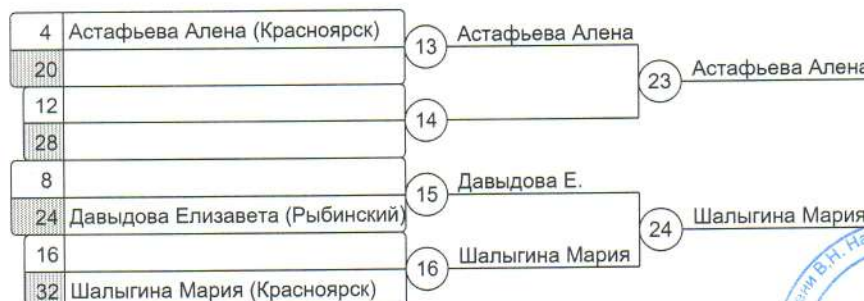 4 Астафьева Алена (Красноярск)
20
12
28
8
24 Давыдова Елизавета (Рыбинский)
16
32 Шалыгина Мария (Красноярск)
13 Астафьева Алена
14
15 Давыдова Е.
16 Шалыгина Мария
23 Астафьева Алена
24 Шалыгина Мария
В.Н.